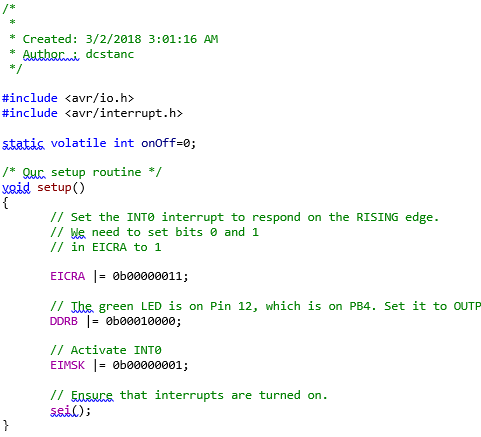 /*
 *
 * Created: 3/2/2018 3:01:16 AM
 * Author : dcstanc
 */
#include <avr/io.h>
#include <avr/interrupt.h>
static volatile int onOff=0;
/* Our setup routine */
void setup()
{
// Set the INT0 interrupt to respond on the RISING edge.
// We need to set bits 0 and 1
// in EICRA to 1
EICRA |= 0b00000011;
// The green LED is on Pin 12, which is on PB4. Set it to OUTP
DDRB |= 0b00010000;
// Activate INT0
EIMSK |= 0b00000001;
// Ensure that interrupts are turned on.
sei();
}